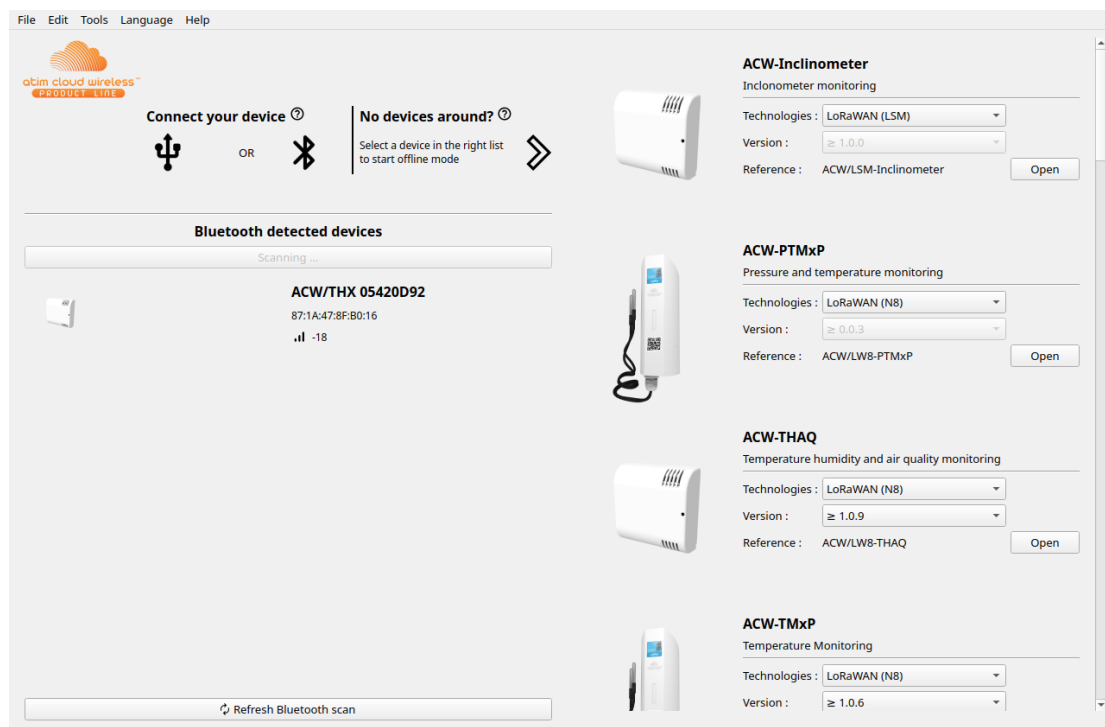 File Edit Tools Language Help
atim cloud wireless™
PRODUCT LINE
Connect your device ?
OR
No devices around? ?
Select a device in the right list
to start offline mode
Bluetooth detected devices
Scanning ...
ACW/THX 05420D92
87:1A:47:8F:B0:16
-18
Refresh Bluetooth scan
ACW-Inclinometer
Inclonometer monitoring
Technologies : LoRaWAN (LSM)
Version : ≥ 1.0.0
Reference : ACW/LSM-Inclinometer Open
ACW-PTMxP
Pressure and temperature monitoring
Technologies : LoRaWAN (N8)
Version : ≥ 0.0.3
Reference : ACW/LW8-PTMxP Open
ACW-THAQ
Temperature humidity and air quality monitoring
Technologies : LoRaWAN (N8)
Version : ≥ 1.0.9
Reference : ACW/LW8-THAQ Open
ACW-TMxP
Temperature Monitoring
Technologies : LoRaWAN (N8)
Version : ≥ 1.0.6